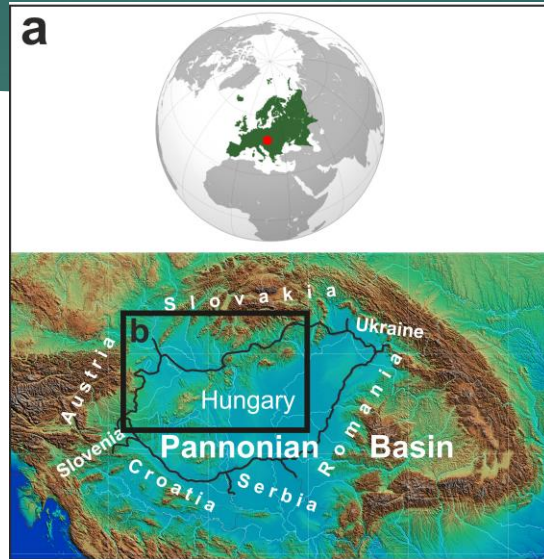 a
Slovakia
b
Ukraine
Austria
Hungary
Romania
Slovenia
Pannonian Basin
Croatia
Serbia